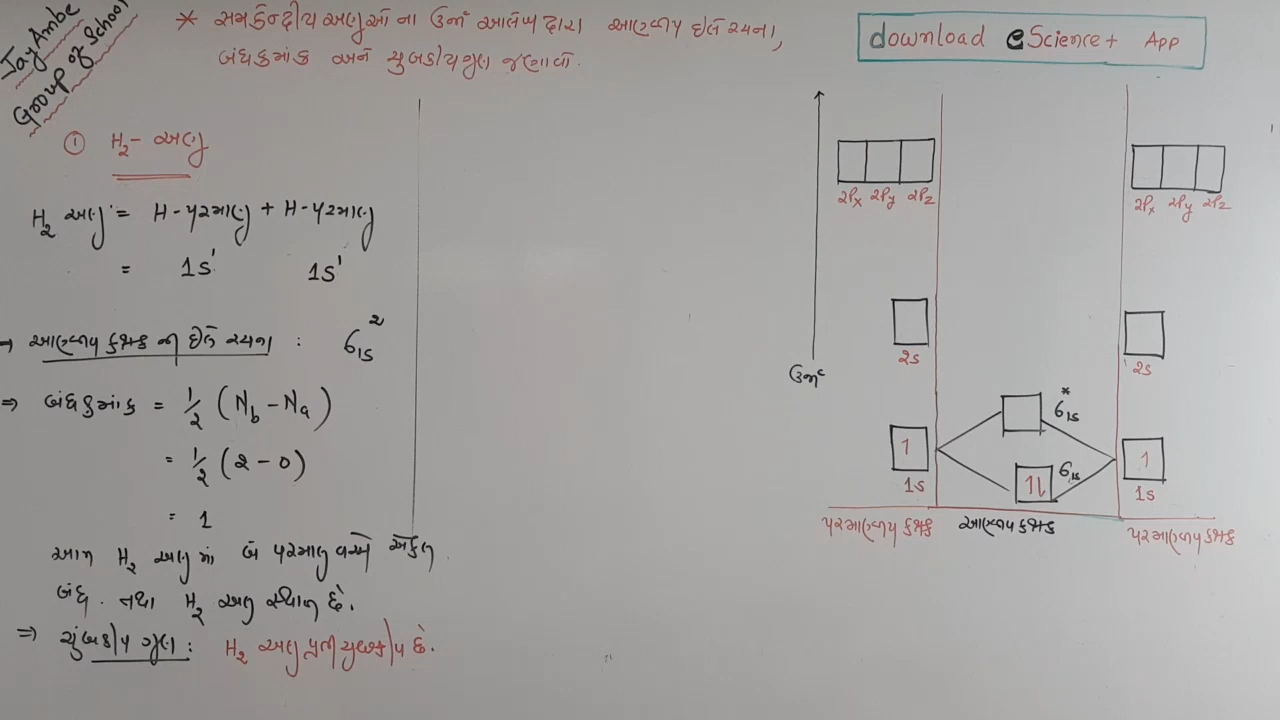 Jay Ambe
Group of School
* સમકેન્દ્રીય અણુઓ ના ઉર્જા આલેખ દ્વારા આણ્વીય ઈલે રચના,
બંધક્રમાંક અને ચુંબકીય ગુણ જણાવો.
download eScience+ App
① H₂- અણુ
H₂ અણુ = H-પરમાણુ + H-પરમાણુ
= 1s¹ 1s¹
→ આણ્વીય કક્ષક ની ઈલે રચના : σ1s²
⇒ બંધક્રમાંક = 1/2 (Nb - Na)
= 1/2 (2 - 0)
= 1
આમ H₂ અણુ માં બે પરમાણુ વચ્ચે એકલ
બંધ. તથા H₂ અણુ સ્થાયી છે.
⇒ ચુંબકીય ગુણ : H₂ અણુ પ્રતિચુંબકીય છે.
2Px 2Py 2Pz
2Px 2Py 2Pz
2s
2s
ઉર્જા
σ*1s
1
1
1s
1L
σ1s
1s
પરમાણ્વીય કક્ષક
આણ્વીય કક્ષક
પરમાણ્વીય કક્ષક